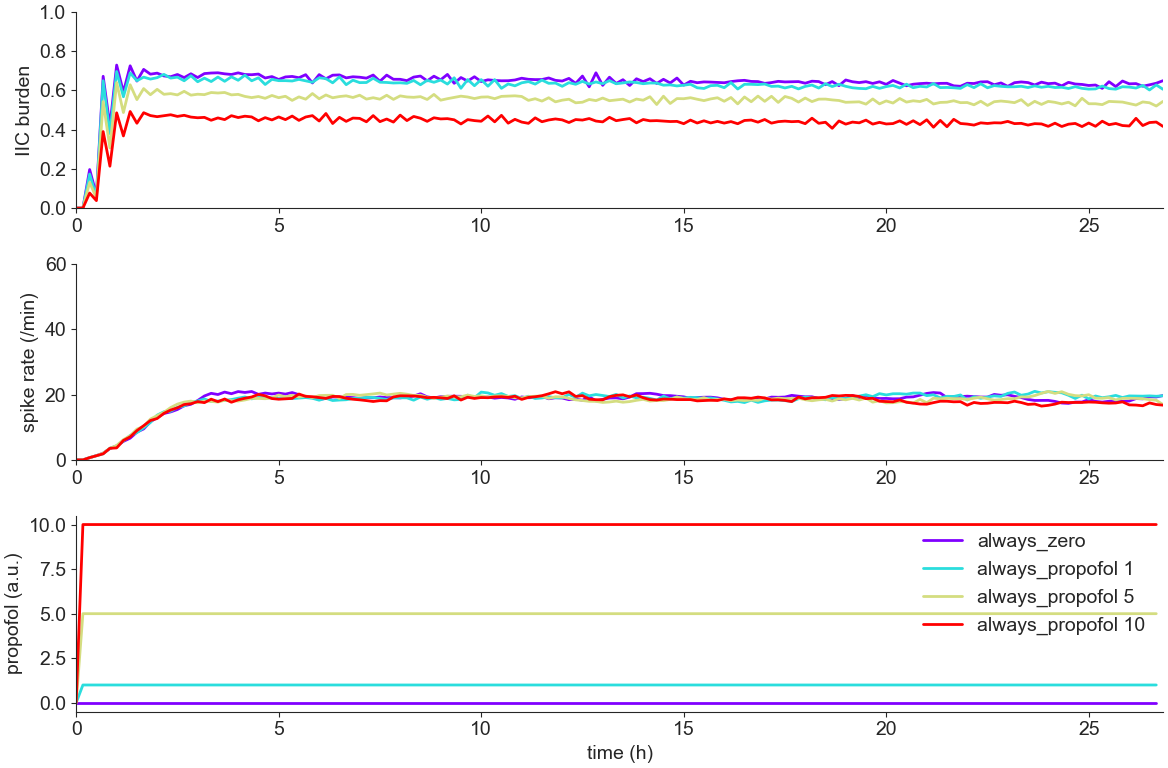 1.0
0.8
0.6
0.4
0.2
0.0
IIC burden
0 5 10 15 20 25
60
40
20
0
spike rate (/min)
0 5 10 15 20 25
10.0
7.5
5.0
2.5
0.0
propofol (a.u.)
always_zero
always_propofol 1
always_propofol 5
always_propofol 10
0 5 10 15 20 25
time (h)